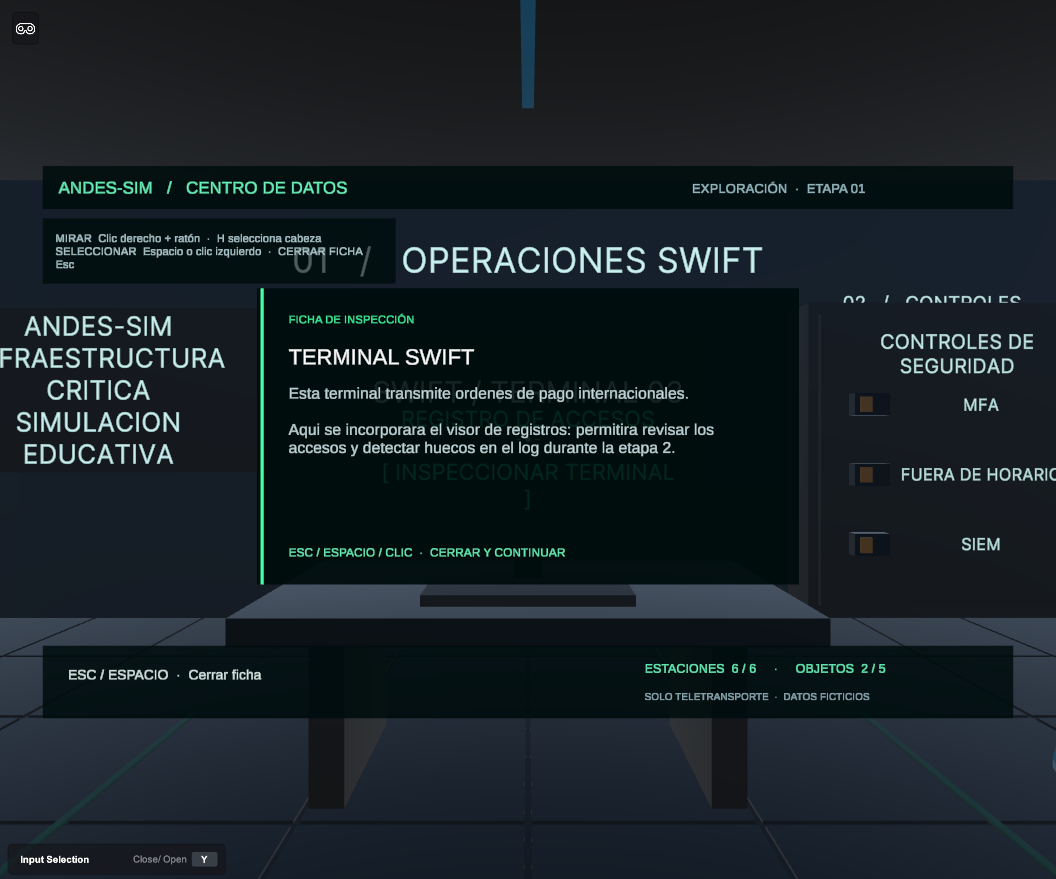 ANDES-SIM / CENTRO DE DATOS
EXPLORACIÓN · ETAPA 01
MIRAR Clic derecho + ratón · H selecciona cabeza
SELECCIONAR Espacio o clic izquierdo · CERRAR FICHA
Esc
01 / OPERACIONES SWIFT
02 / CONTROLES
ANDES-SIM
FRAESTRUCTURA
CRITICA
SIMULACION
EDUCATIVA
FICHA DE INSPECCIÓN
TERMINAL SWIFT
Esta terminal transmite ordenes de pago internacionales.
Aqui se incorporara el visor de registros: permitira revisar los
accesos y detectar huecos en el log durante la etapa 2.
REGISTRO DE ACCESOS
[ INSPECCIONAR TERMINAL
]
ESC / ESPACIO / CLIC · CERRAR Y CONTINUAR
CONTROLES DE
SEGURIDAD
MFA
FUERA DE HORARIO
SIEM
ESC / ESPACIO · Cerrar ficha
ESTACIONES 6 / 6 · OBJETOS 2 / 5
SOLO TELETRANSPORTE · DATOS FICTICIOS
Input Selection
Close/ Open Y